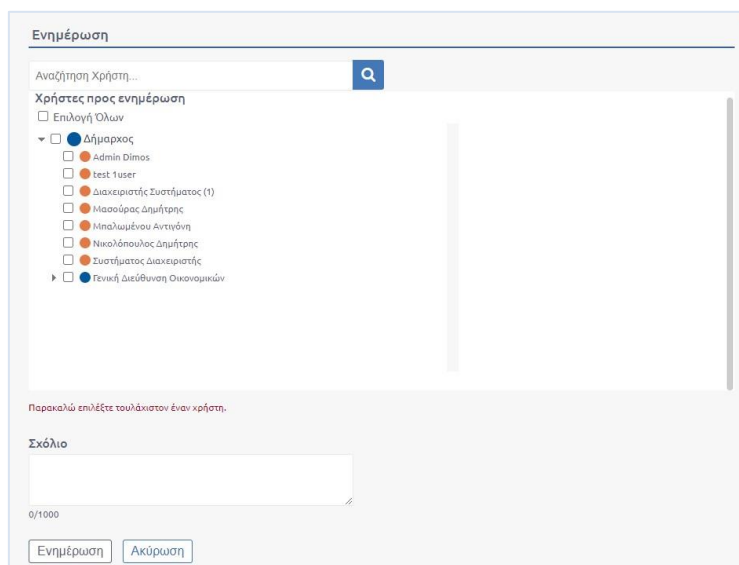 Ενημέρωση
Αναζήτηση Χρήστη...
Χρήστες προς ενημέρωση
Επιλογή Όλων
Δήμαρχος
Admin Dimos
test 1user
Διαχειριστής Συστήματος (1)
Μασούρας Δημήτρης
Μπαλωμένου Αντιγόνη
Νικολόπουλος Δημήτρης
Συστήματος Διαχειριστής
Γενική Διεύθυνση Οικονομικών
Παρακαλώ επιλέξτε τουλάχιστον έναν χρήστη.
Σχόλιο
0/1000
Ενημέρωση Ακύρωση